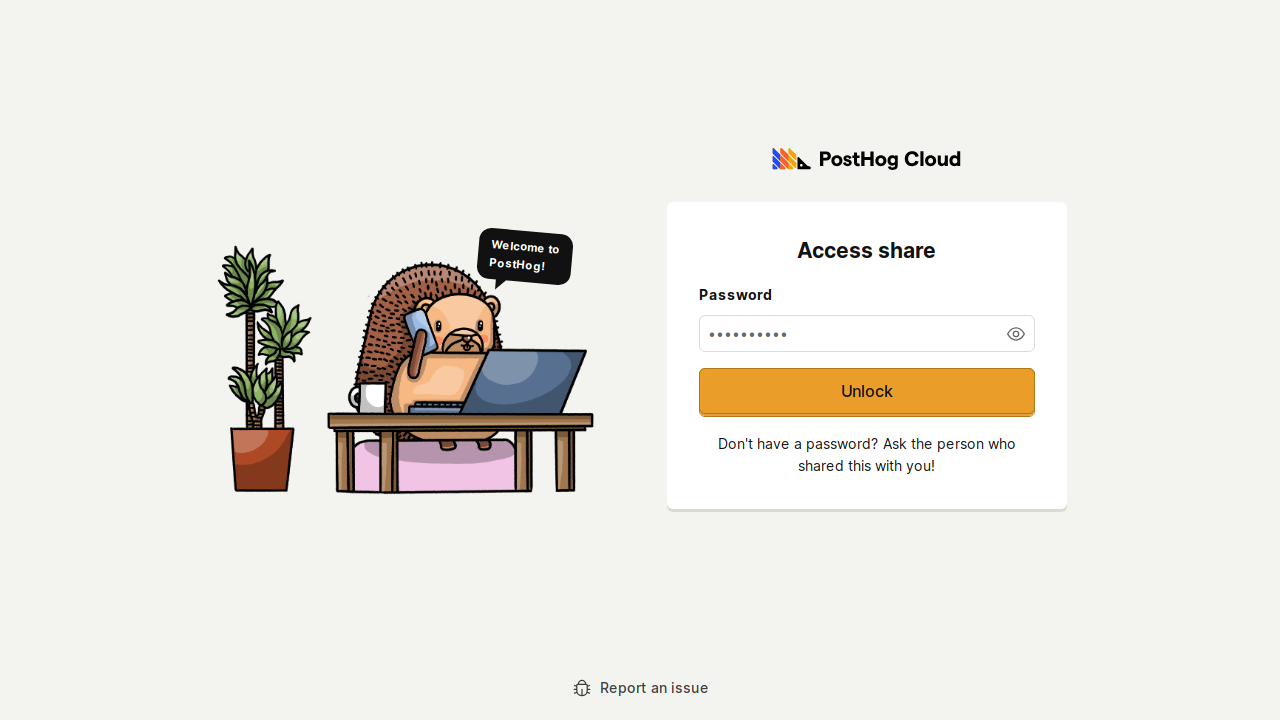 PostHog Cloud
Welcome to
PostHog!
Access share
Password
••••••••••
Unlock
Don't have a password? Ask the person who
shared this with you!
Report an issue